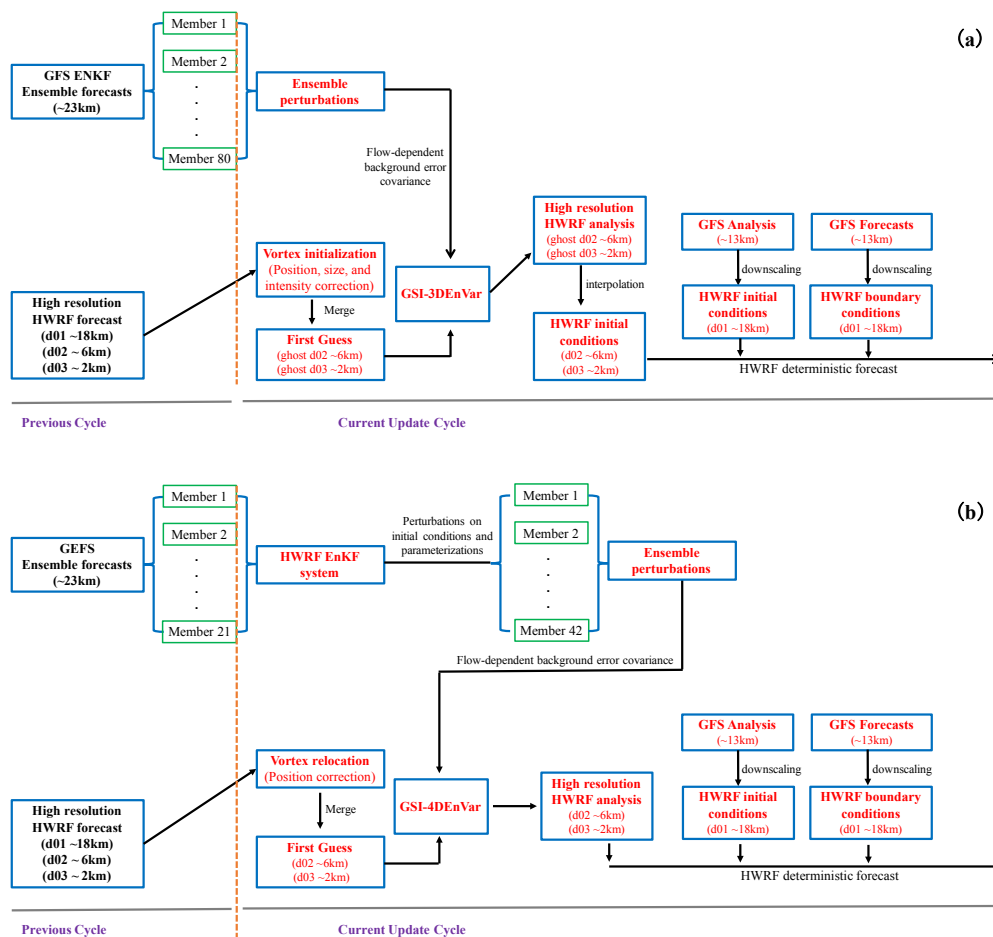 (a)
Member 1
Member 2
.
.
.
.
Member 80
GFS ENKF
Ensemble forecasts
(~23km)
Ensemble
perturbations
Flow-dependent
background error
covariance
High resolution
HWRF forecast
(d01 ~18km)
(d02 ~ 6km)
(d03 ~ 2km)
Vortex initialization
(Position, size, and
intensity correction)
Merge
First Guess
(ghost d02 ~6km)
(ghost d03 ~2km)
GSI-3DEnVar
High resolution
HWRF analysis
(ghost d02 ~6km)
(ghost d03 ~2km)
interpolation
HWRF initial
conditions
(d02 ~6km)
(d03 ~2km)
GFS Analysis
(~13km)
downscaling
HWRF initial
conditions
(d01 ~18km)
GFS Forecasts
(~13km)
downscaling
HWRF boundary
conditions
(d01 ~18km)
HWRF deterministic forecast
Previous Cycle
Current Update Cycle
(b)
Member 1
Member 2
.
.
.
.
Member 21
GEFS
Ensemble forecasts
(~23km)
HWRF EnKF
system
Perturbations on
initial conditions and
parameterizations
Member 1
Member 2
.
.
.
.
Member 42
Ensemble
perturbations
Flow-dependent background error covariance
High resolution
HWRF forecast
(d01 ~18km)
(d02 ~ 6km)
(d03 ~ 2km)
Vortex relocation
(Position correction)
Merge
First Guess
(d02 ~6km)
(d03 ~2km)
GSI-4DEnVar
High resolution
HWRF analysis
(d02 ~6km)
(d03 ~2km)
GFS Analysis
(~13km)
downscaling
HWRF initial
conditions
(d01 ~18km)
GFS Forecasts
(~13km)
downscaling
HWRF boundary
conditions
(d01 ~18km)
HWRF deterministic forecast
Previous Cycle
Current Update Cycle